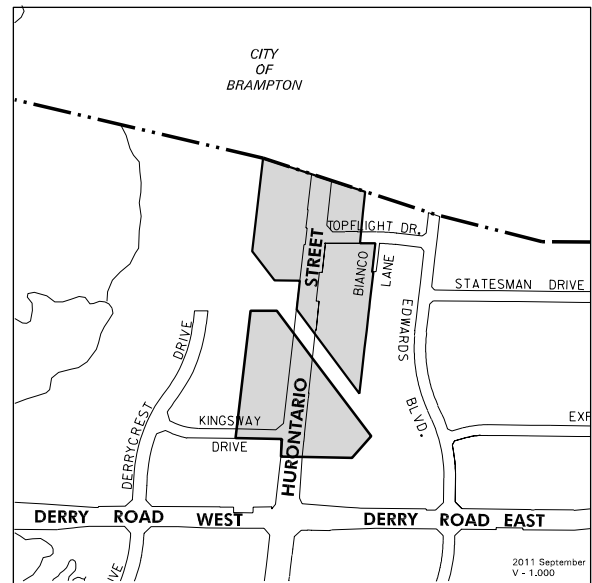 CITY
OF
BRAMPTON
TOPFLIGHT DR.
HURONTARIO STREET
BIANCO LANE
STATESMAN DRIVE
EDWARDS BLVD.
DERRYCREST DRIVE
KINGSWAY
DRIVE
DERRY ROAD WEST
DERRY ROAD EAST
2011 September
V - 1.000